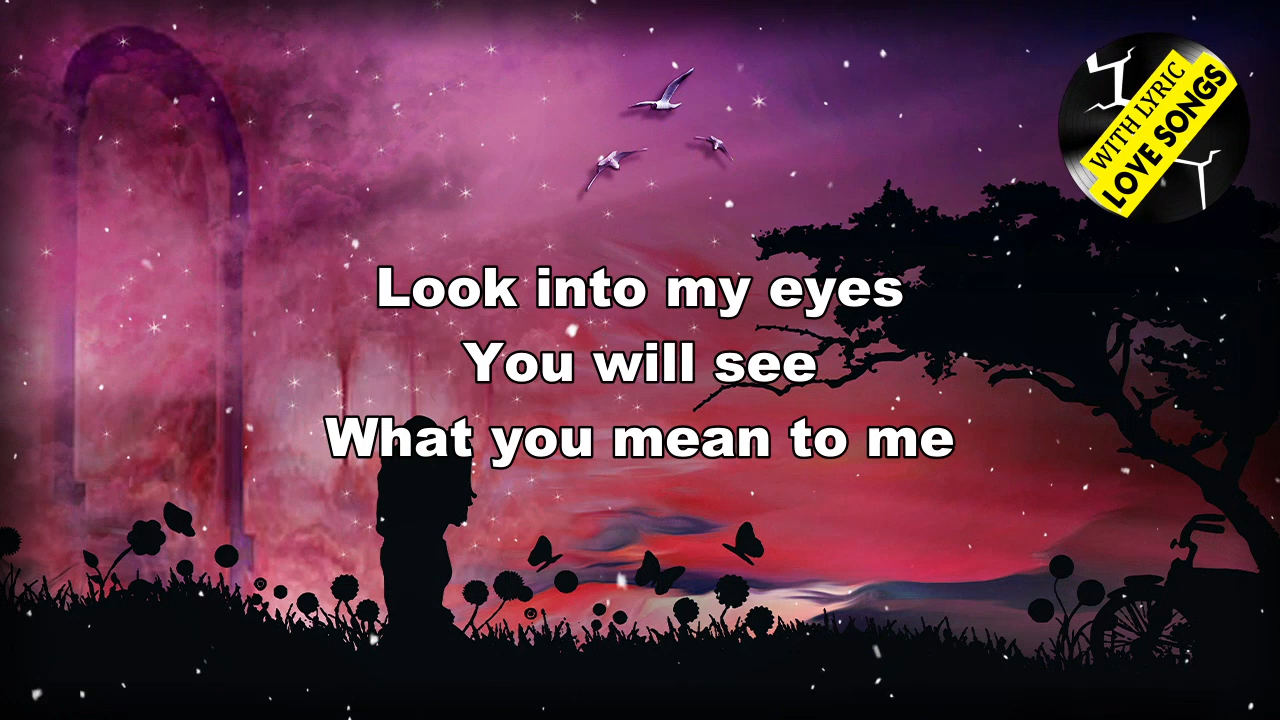 WITH LYRIC
LOVE SONGS
Look into my eyes
You will see
What you mean to me